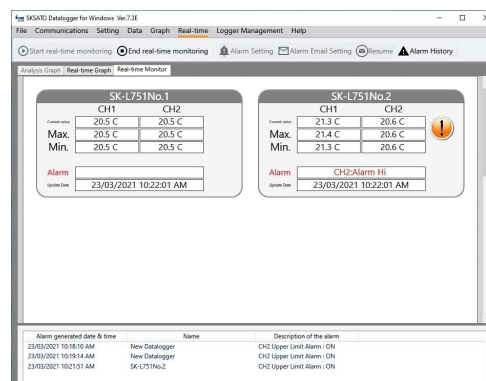 SKSATO Datalogger for Windows Ver.7.3E
File Communications Setting Data Graph Real-time Logger Management Help
Start real-time monitoring End real-time monitoring Alarm Setting Alarm Email Setting Resume Alarm History
Analysis Graph Real-time Graph Real-time Monitor
SK-L751No.1
CH1 CH2
Current value 20.5 C 20.5 C
Max. 20.5 C 20.5 C
Min. 20.5 C 20.5 C
Alarm
Update Date 23/03/2021 10:22:01 AM
SK-L751No.2
CH1 CH2
Current value 21.3 C 20.6 C
Max. 21.4 C 20.6 C
Min. 21.3 C 20.6 C
Alarm CH2:Alarm Hi
Update Date 23/03/2021 10:22:01 AM
Alarm generated date & time Name Description of the alarm
23/03/2021 10:18:10 AM New Datalogger CH2 Upper Limit Alarm : ON
23/03/2021 10:19:14 AM New Datalogger CH2 Upper Limit Alarm : ON
23/03/2021 10:21:51 AM SK-L751No.2 CH2 Upper Limit Alarm : ON